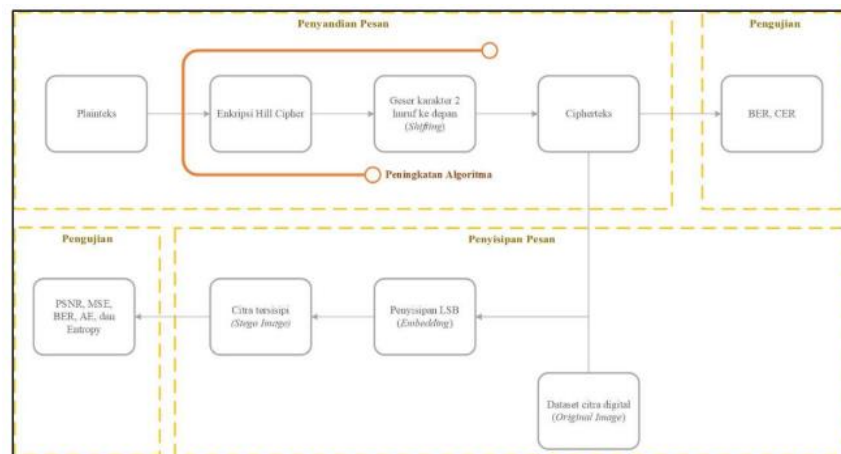 Penyandian Pesan
Pengujian
Plainteks
Enkripsi Hill Cipher
Geser karakter 2
huruf ke depan
(Shifting)
Cipherteks
BER, CER
Peningkatan Algoritma
Pengujian
Penyisipan Pesan
PSNR, MSE,
BER, AE, dan
Entropy
Citra tersisipi
(Stego Image)
Penyisipan LSB
(Embedding)
Dataset citra digital
(Original Image)